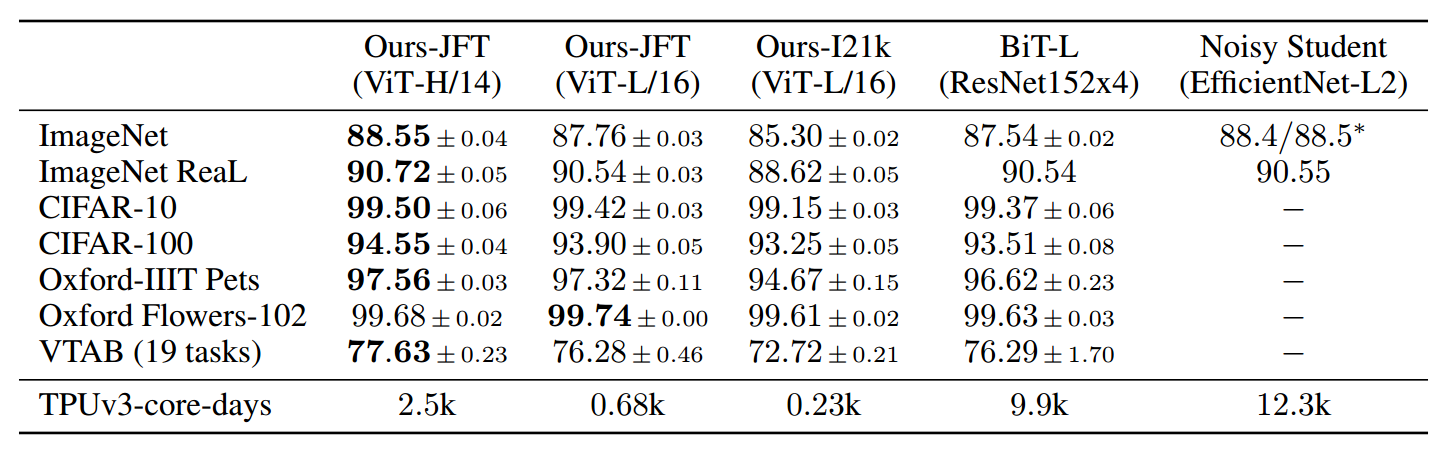 Ours-JFT Ours-JFT Ours-I21k BiT-L Noisy Student
(ViT-H/14) (ViT-L/16) (ViT-L/16) (ResNet152x4) (EfficientNet-L2)
ImageNet 88.55 ± 0.04 87.76 ± 0.03 85.30 ± 0.02 87.54 ± 0.02 88.4/88.5*
ImageNet ReaL 90.72 ± 0.05 90.54 ± 0.03 88.62 ± 0.05 90.54 90.55
CIFAR-10 99.50 ± 0.06 99.42 ± 0.03 99.15 ± 0.03 99.37 ± 0.06 −
CIFAR-100 94.55 ± 0.04 93.90 ± 0.05 93.25 ± 0.05 93.51 ± 0.08 −
Oxford-IIIT Pets 97.56 ± 0.03 97.32 ± 0.11 94.67 ± 0.15 96.62 ± 0.23 −
Oxford Flowers-102 99.68 ± 0.02 99.74 ± 0.00 99.61 ± 0.02 99.63 ± 0.03 −
VTAB (19 tasks) 77.63 ± 0.23 76.28 ± 0.46 72.72 ± 0.21 76.29 ± 1.70 −
TPUv3-core-days 2.5k 0.68k 0.23k 9.9k 12.3k